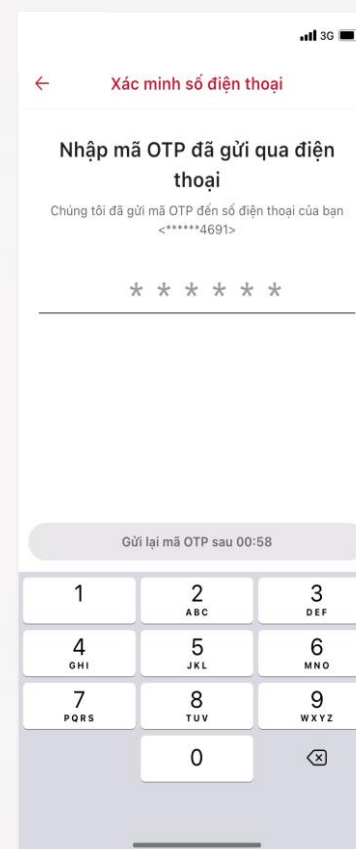 3G
Xác minh số điện thoại
Nhập mã OTP đã gửi qua điện
thoại
Chúng tôi đã gửi mã OTP đến số điện thoại của bạn
<******4691>
* * * * * *
Gửi lại mã OTP sau 00:58
1 2 3
ABC DEF
4 5 6
GHI JKL MNO
7 8 9
PQRS TUV WXYZ
0